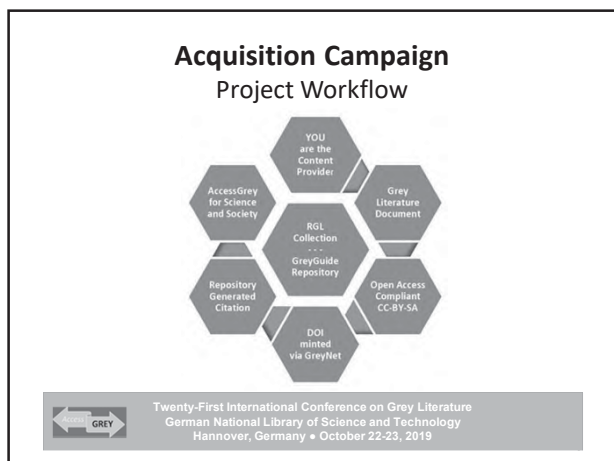 Acquisition Campaign
Project Workflow
YOU
are the
Content
Provider
Grey
Literature
Document
Open Access
Compliant
CC-BY-SA
DOI
minted
via GreyNet
Repository
Generated
Citation
AccessGrey
for Science
and Society
RGL
Collection
- - -
GreyGuide
Repository
Access
GREY
Twenty-First International Conference on Grey Literature
German National Library of Science and Technology
Hannover, Germany ● October 22-23, 2019